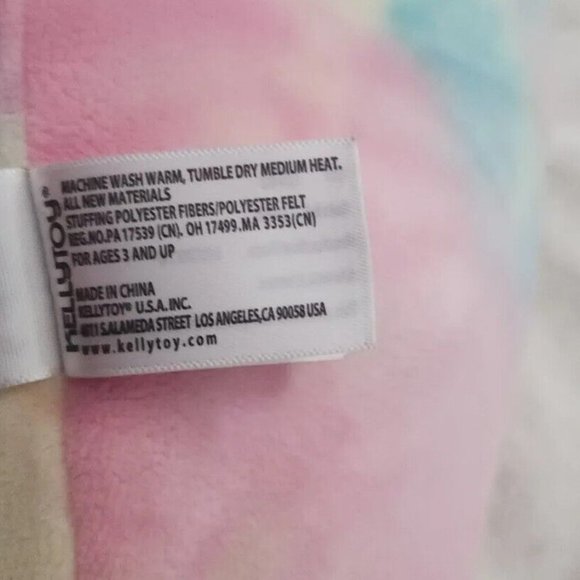 KELLYTOY®
MACHINE WASH WARM, TUMBLE DRY MEDIUM HEAT.
ALL NEW MATERIALS
STUFFING POLYESTER FIBERS/POLYESTER FELT
REG.NO.PA 17539 (CN). OH 17499.MA 3353(CN)
FOR AGES 3 AND UP
MADE IN CHINA
KELLYTOY® U.S.A.INC.
4811 S.ALAMEDA STREET LOS ANGELES,CA 90058 USA
www.kellytoy.com